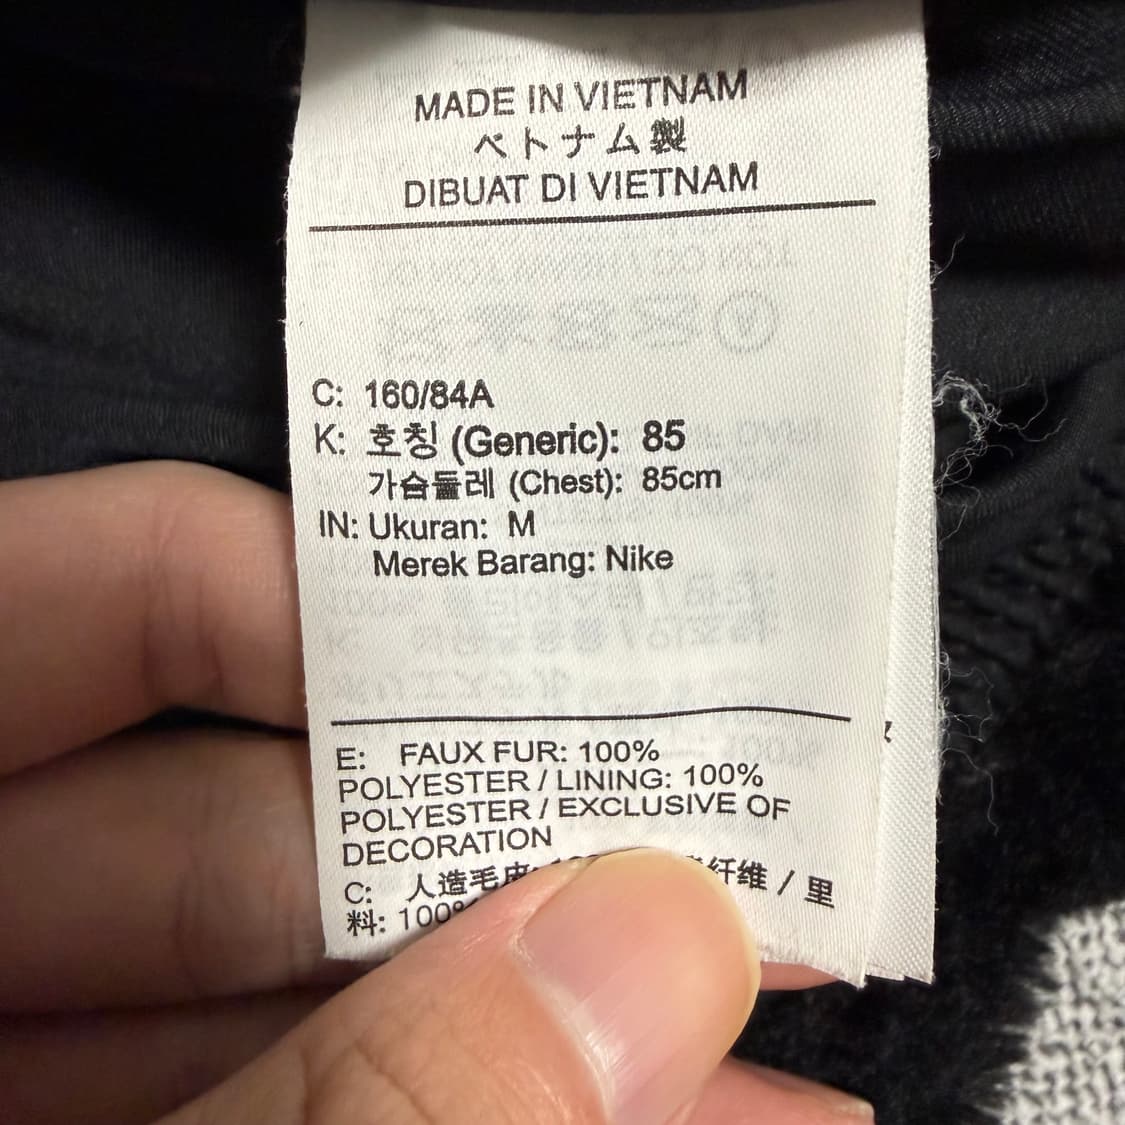 MADE IN VIETNAM
ベトナム製
DIBUAT DI VIETNAM
C: 160/84A
K: 호칭 (Generic): 85
가슴둘레 (Chest): 85cm
IN: Ukuran: M
Merek Barang: Nike
E: FAUX FUR: 100%
POLYESTER / LINING: 100%
POLYESTER / EXCLUSIVE OF
DECORATION
C: 人造毛皮: 纤维 / 里
料: 100%